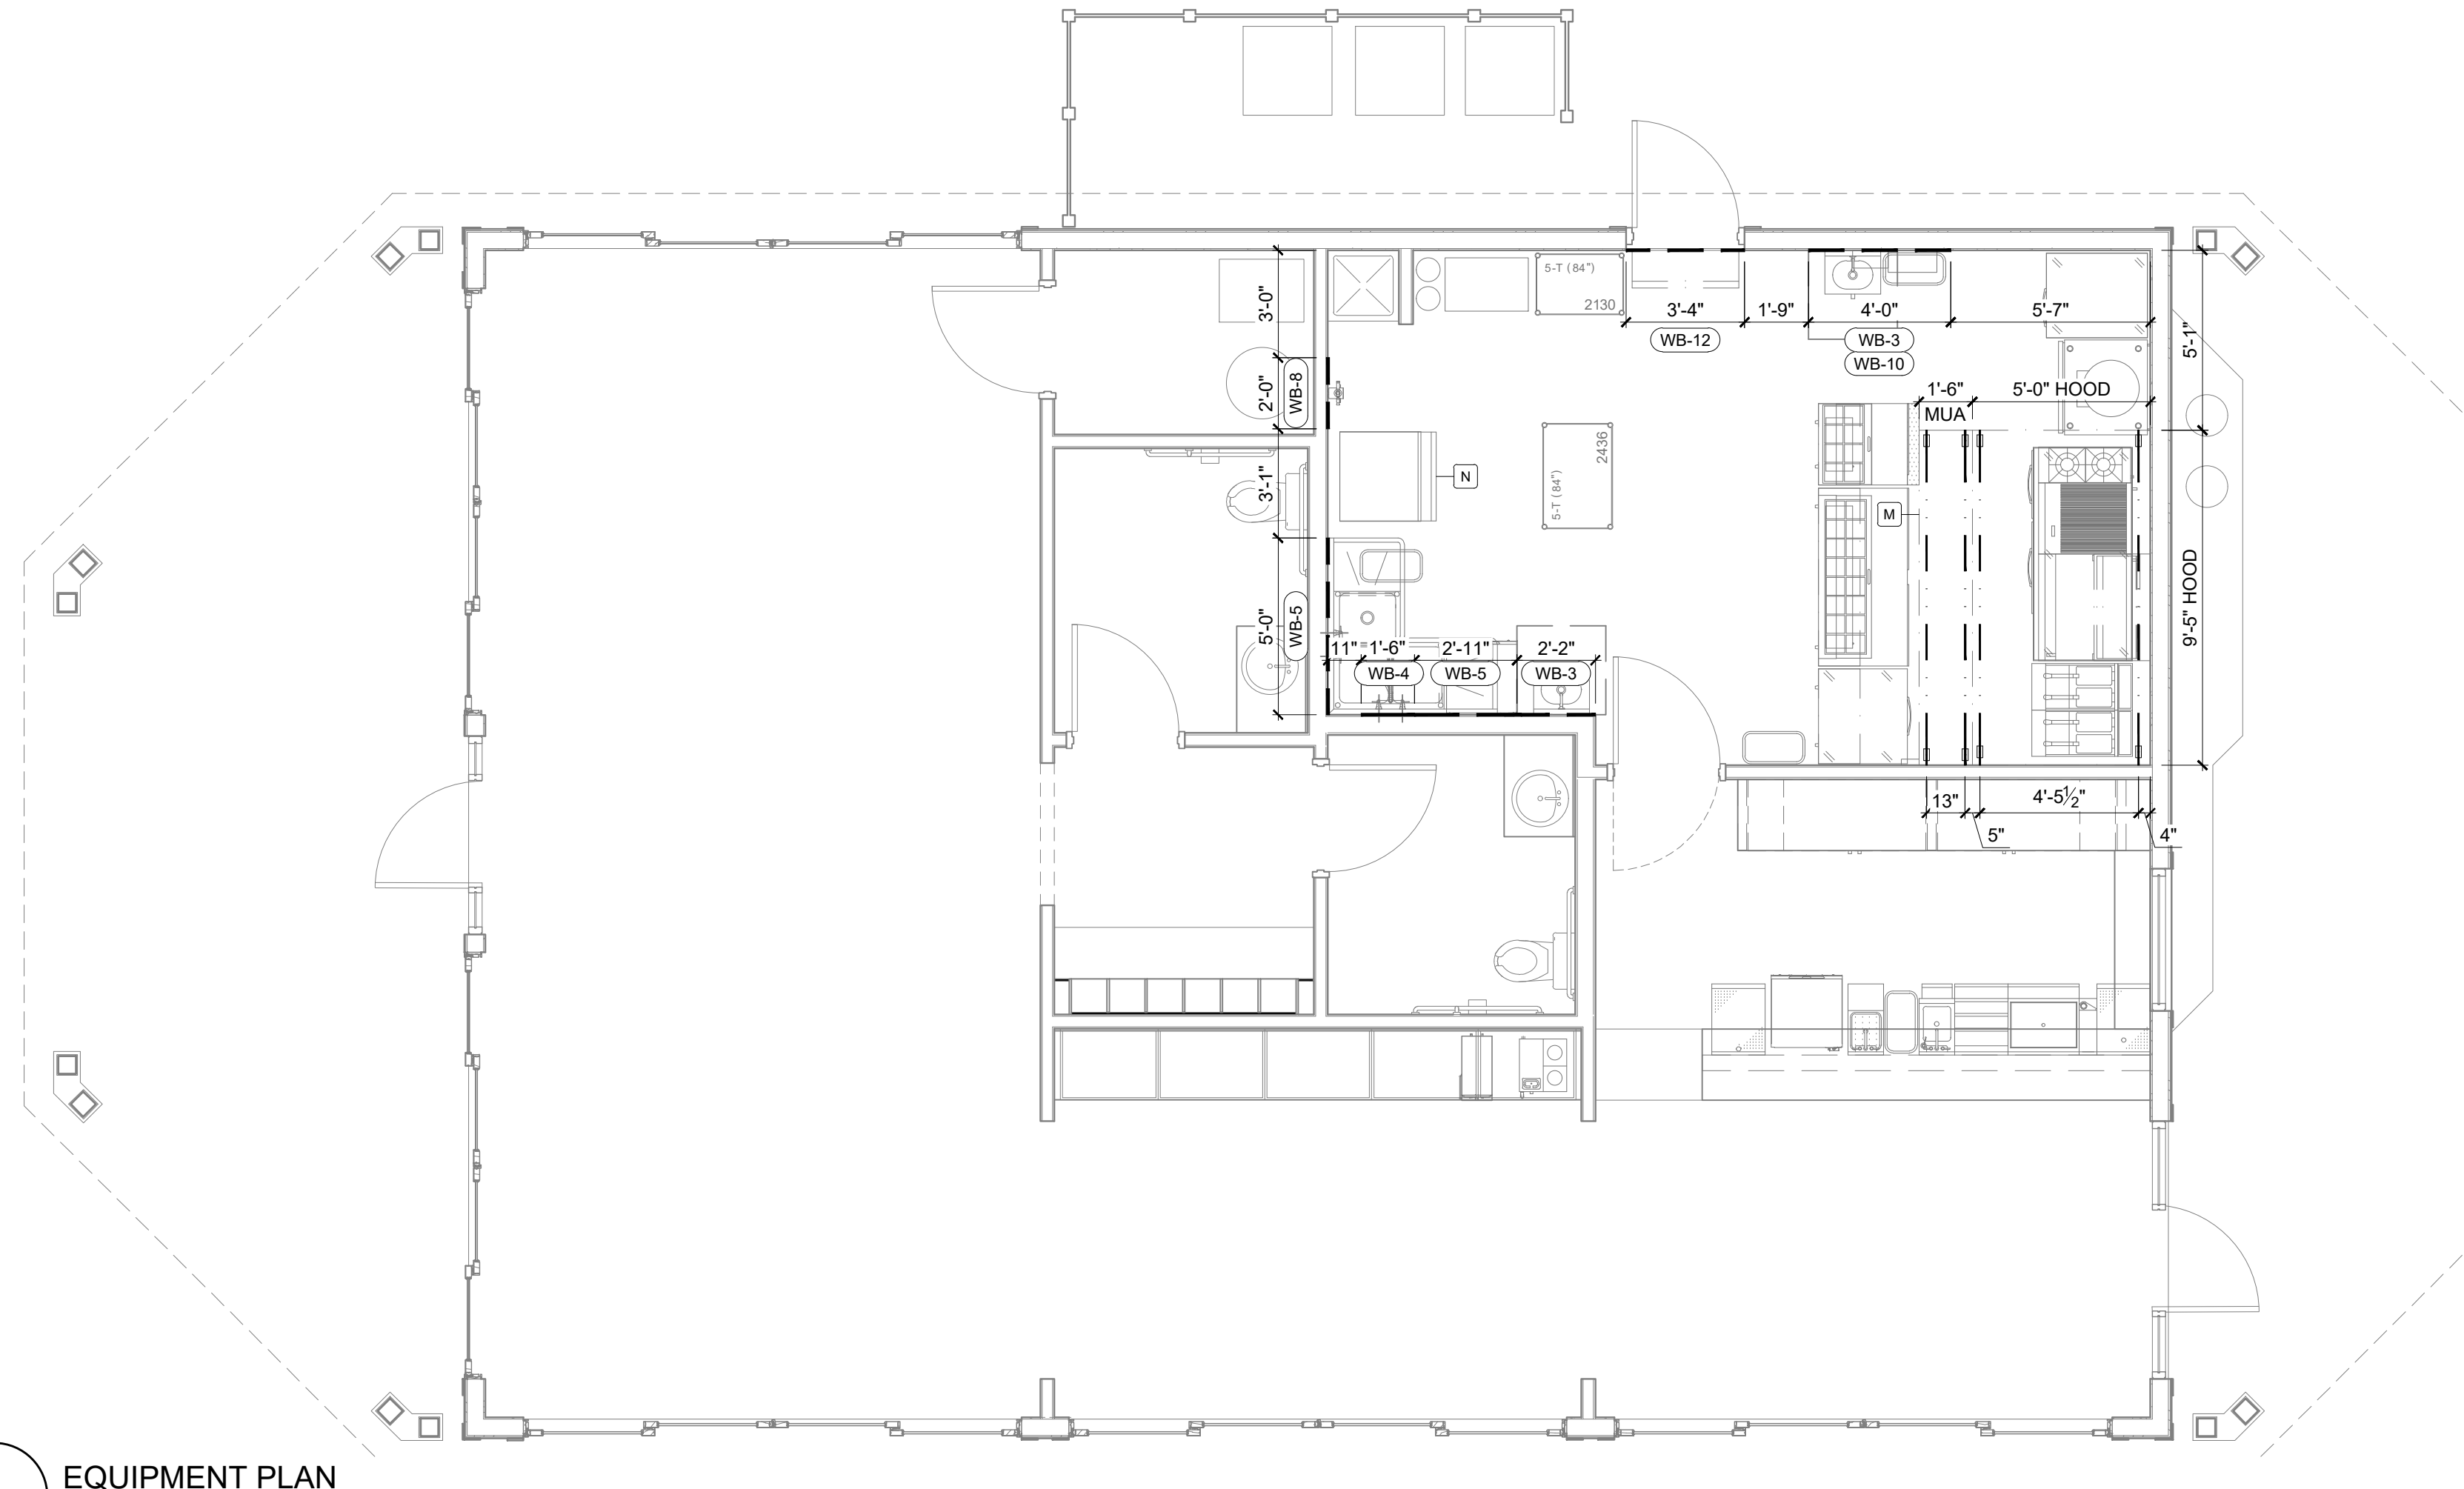 5-T (84")
2130
3'-4"
1'-9"
4'-0"
5'-7"
WB-12
WB-3
WB-10
3'-0"
2'-0"
WB-8
3'-1"
5'-0"
WB-5
5'-1"
1'-6"
5'-0" HOOD
MUA
2436
5-T (84")
N
M
9'-5" HOOD
11"
1'-6"
2'-11"
2'-2"
WB-4
WB-5
WB-3
13"
4'-5½"
5"
4"
EQUIPMENT PLAN